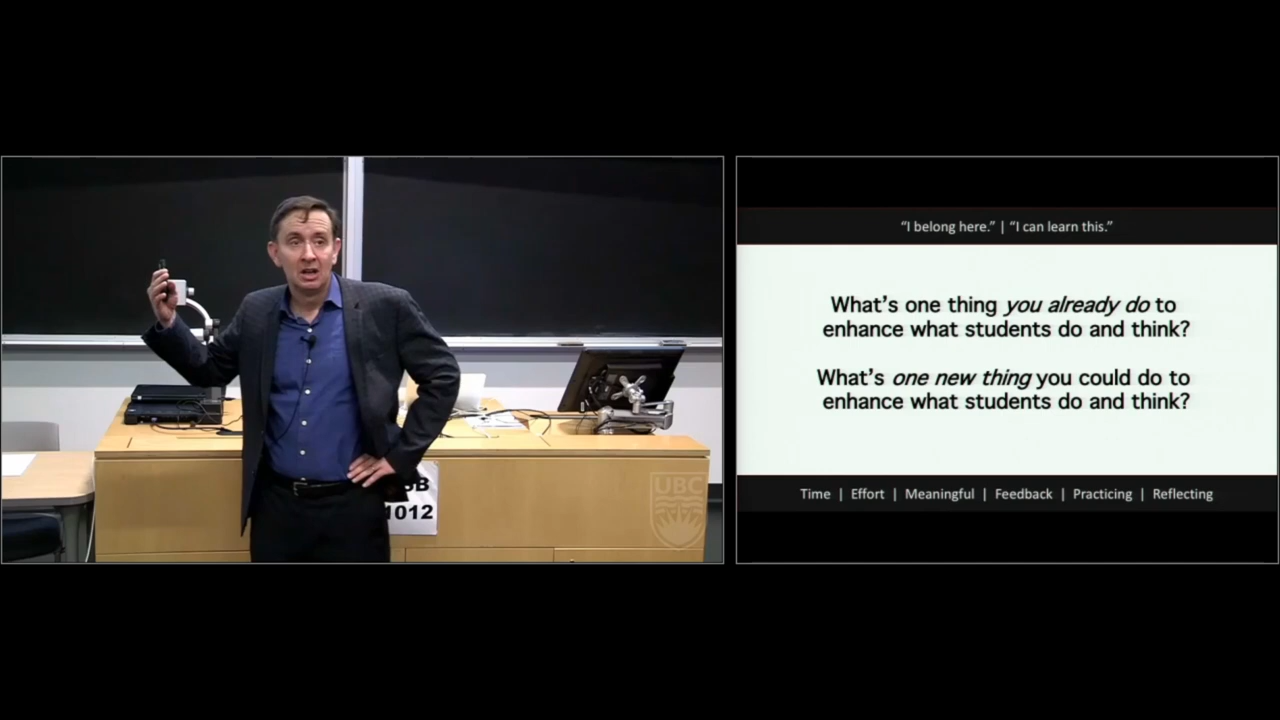 UBC
1012
“I belong here.” | “I can learn this.”
What’s one thing you already do to
enhance what students do and think?
What’s one new thing you could do to
enhance what students do and think?
Time | Effort | Meaningful | Feedback | Practicing | Reflecting